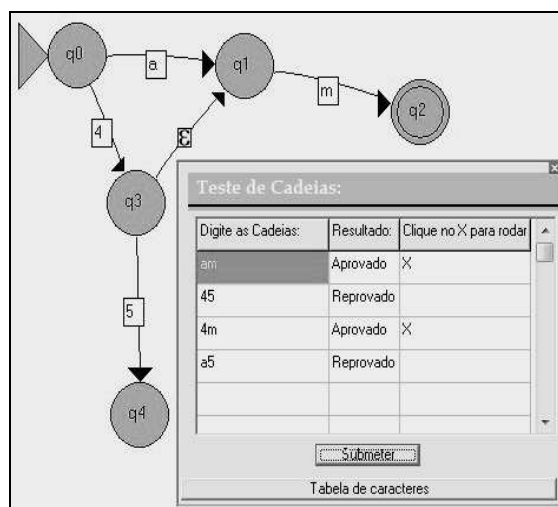 q0
a
q1
m
q2
4
ε
q3
5
q4
Teste de Cadeias:
Digite as Cadeias: Resultado: Clique no X para rodar
am Aprovado X
45 Reprovado
4m Aprovado X
a5 Reprovado
Submeter
Tabela de caracteres